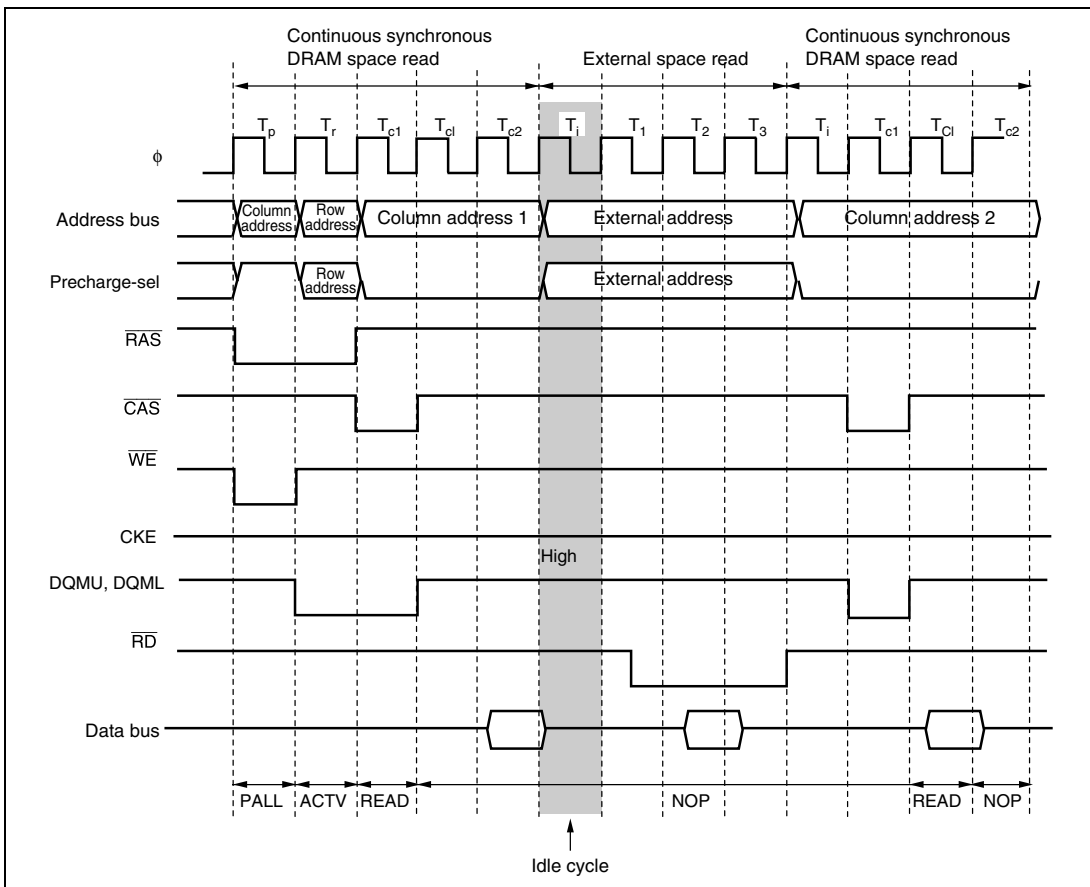 Continuous synchronous
DRAM space read
External space read
Continuous synchronous
DRAM space read
Tp Tr Tc1 Tcl Tc2 Ti T1 T2 T3 Ti Tc1 TCl Tc2
ϕ
Address bus
Column
address
Row
address
Column address 1
External address
Column address 2
Precharge-sel
Row
address
External address
RAS
CAS
WE
CKE
High
DQMU, DQML
RD
Data bus
PALL ACTV READ NOP READ NOP
Idle cycle